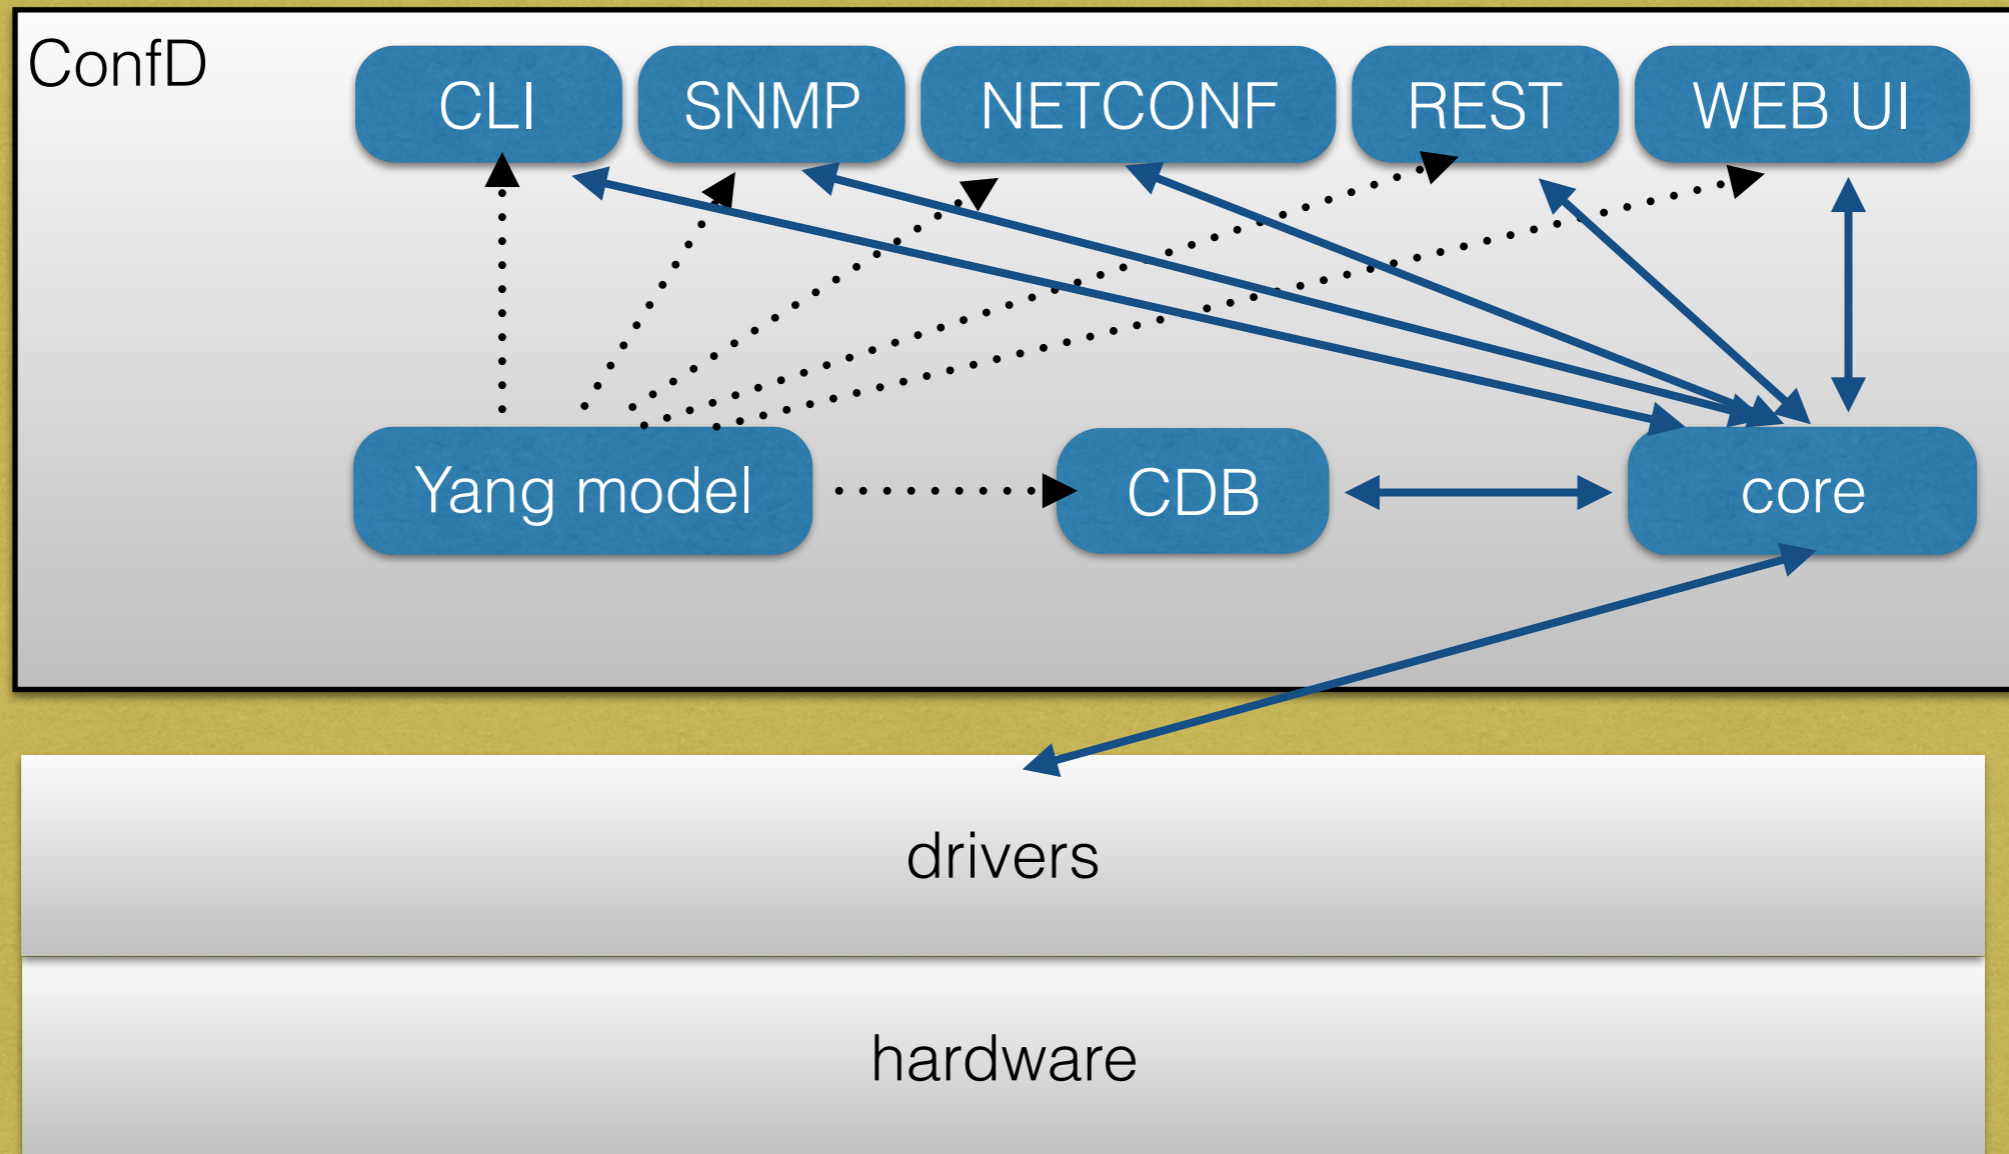 ConfD
CLI
SNMP
NETCONF
REST
WEB UI
Yang model
CDB
core
drivers
hardware